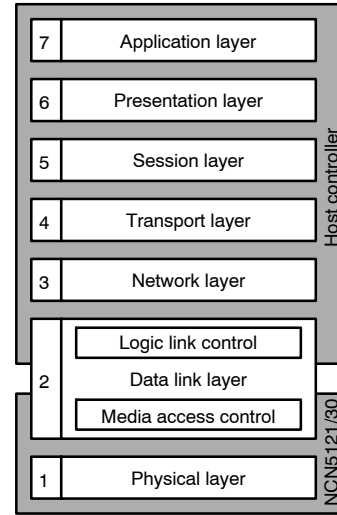 7 Application layer
6 Presentation layer
5 Session layer
4 Transport layer
3 Network layer
Logic link control
2 Data link layer
Media access control
1 Physical layer
Host controller
NCN5121/30